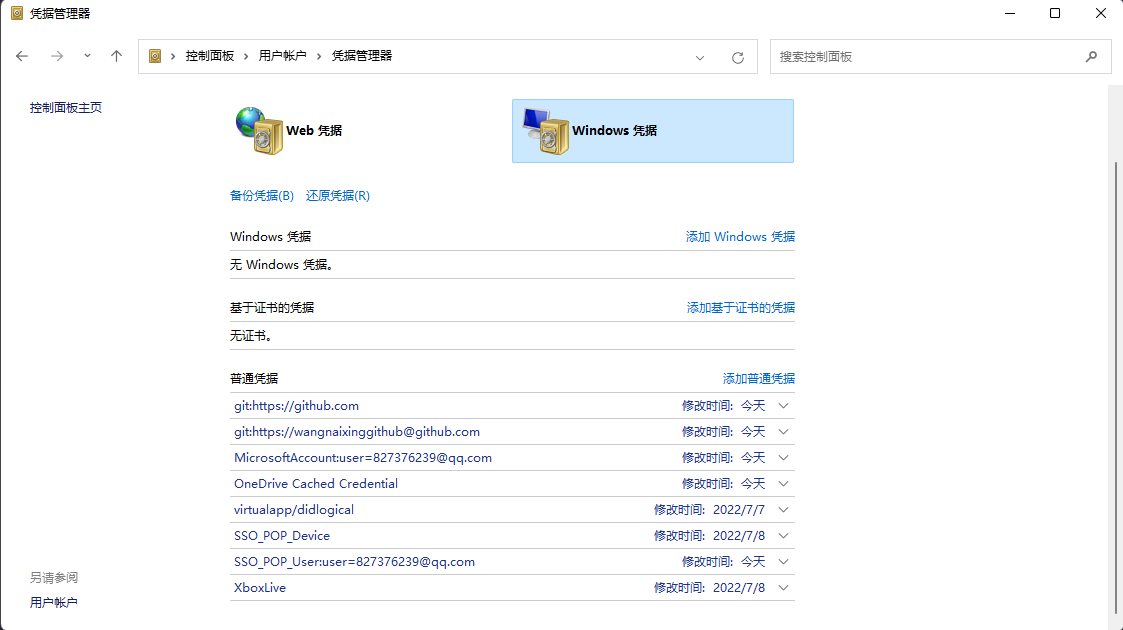 凭据管理器
控制面板 用户帐户 凭据管理器
搜索控制面板
控制面板主页
Web 凭据
Windows 凭据
备份凭据(B) 还原凭据(R)
Windows 凭据 添加 Windows 凭据
无 Windows 凭据。
基于证书的凭据 添加基于证书的凭据
无证书。
普通凭据 添加普通凭据
git:https://github.com 修改时间: 今天
git:https://wangnaixinggithub@github.com 修改时间: 今天
MicrosoftAccount:user=827376239@qq.com 修改时间: 今天
OneDrive Cached Credential 修改时间: 今天
virtualapp/didlogical 修改时间: 2022/7/7
SSO_POP_Device 修改时间: 2022/7/8
SSO_POP_User:user=827376239@qq.com 修改时间: 今天
XboxLive 修改时间: 2022/7/8
另请参阅
用户帐户